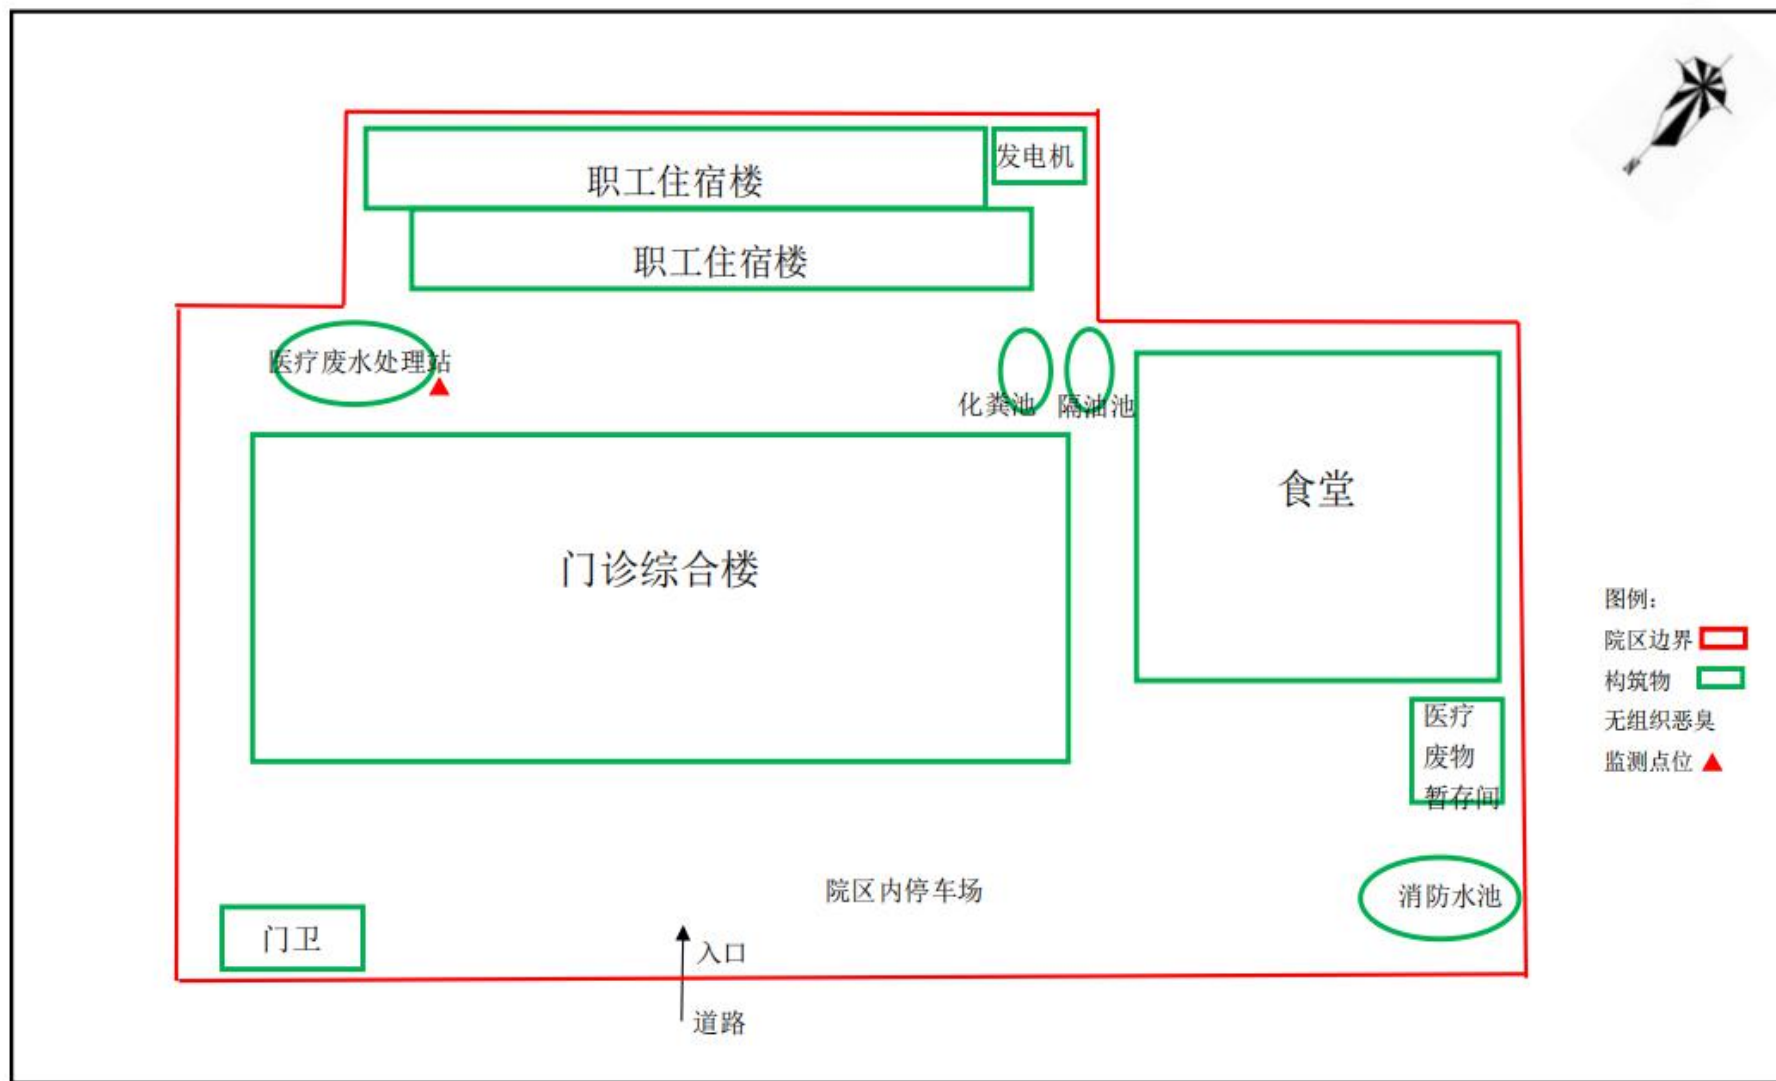 发电机
职工住宿楼
职工住宿楼
医疗废水处理站
化粪池
隔油池
食堂
门诊综合楼
图例:
院区边界
构筑物
无组织恶臭
监测点位
医疗
废物
暂存间
院区内停车场
消防水池
门卫
入口
道路
N